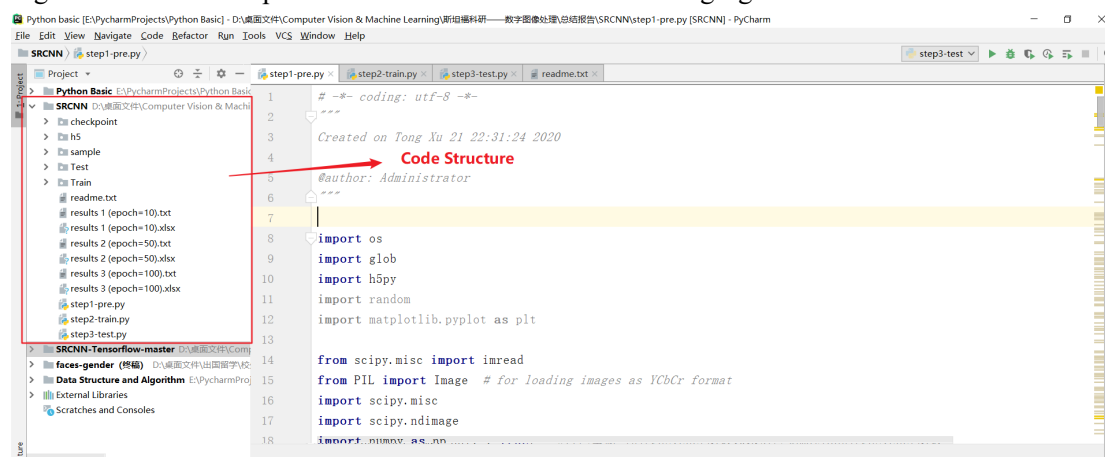 Python basic [E:\PycharmProjects\Python Basic] - D:\桌面文件\Computer Vision & Machine Learning\斯坦福科研——数字图像处理\总结报告\SRCNN\step1-pre.py [SRCNN] - PyCharm
File Edit View Navigate Code Refactor Run Tools VCS Window Help
SRCNN step1-pre.py step3-test
1: Project
Project
step1-pre.py step2-train.py step3-test.py readme.txt
Python Basic E:\PycharmProjects\Python Basic
SRCNN D:\桌面文件\Computer Vision & Machi
checkpoint
h5
sample
Test
Train
readme.txt
results 1 (epoch=10).txt
results 1 (epoch=10).xlsx
results 2 (epoch=50).txt
results 2 (epoch=50).xlsx
results 3 (epoch=100).txt
results 3 (epoch=100).xlsx
step1-pre.py
step2-train.py
step3-test.py
SRCNN-Tensorflow-master D:\桌面文件\Comp
faces-gender (终稿) D:\桌面文件\出国留学\校
Data Structure and Algorithm E:\PycharmProj
External Libraries
Scratches and Consoles
Code Structure
1 # -*- coding: utf-8 -*-
2 """
3 Created on Tong Xu 21 22:31:24 2020
4
5 @author: Administrator
6 """
7
8 import os
9 import glob
10 import h5py
11 import random
12 import matplotlib.pyplot as plt
13
14 from scipy.misc import imread
15 from PIL import Image # for loading images as YCbCr format
16 import scipy.misc
17 import scipy.ndimage
18 import numpy as np